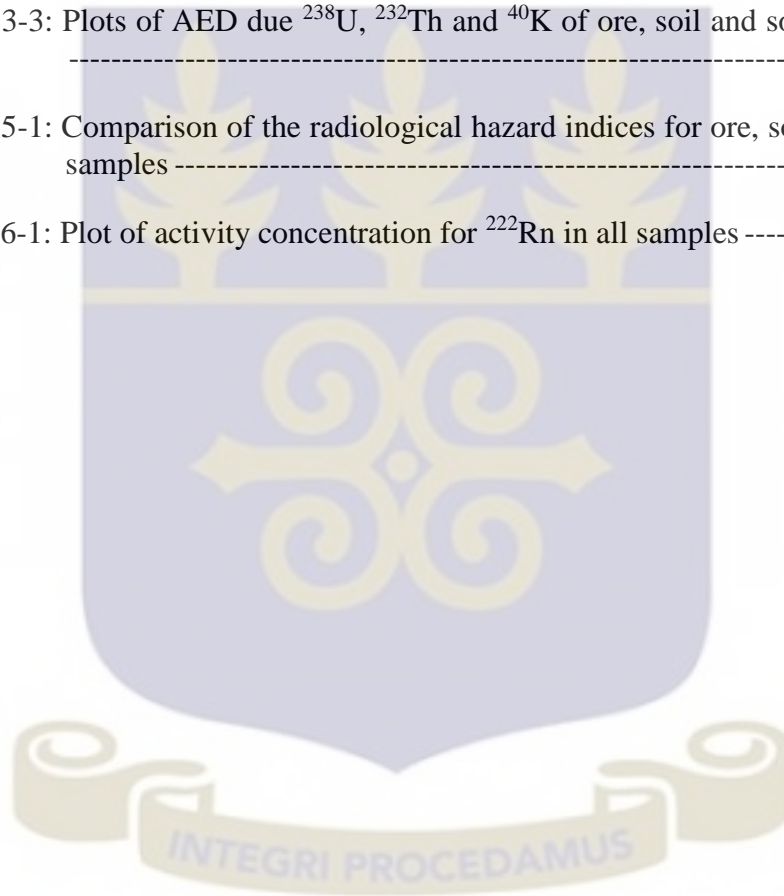 3-3: Plots of AED due ²³⁸U, ²³²Th and ⁴⁰K of ore, soil and
--------------------------------------------------------------------
5-1: Comparison of the radiological hazard indices for ore,
samples ---------------------------------------------------------
6-1: Plot of activity concentration for ²²²Rn in all samples ----
INTEGRI PROCEDAMUS